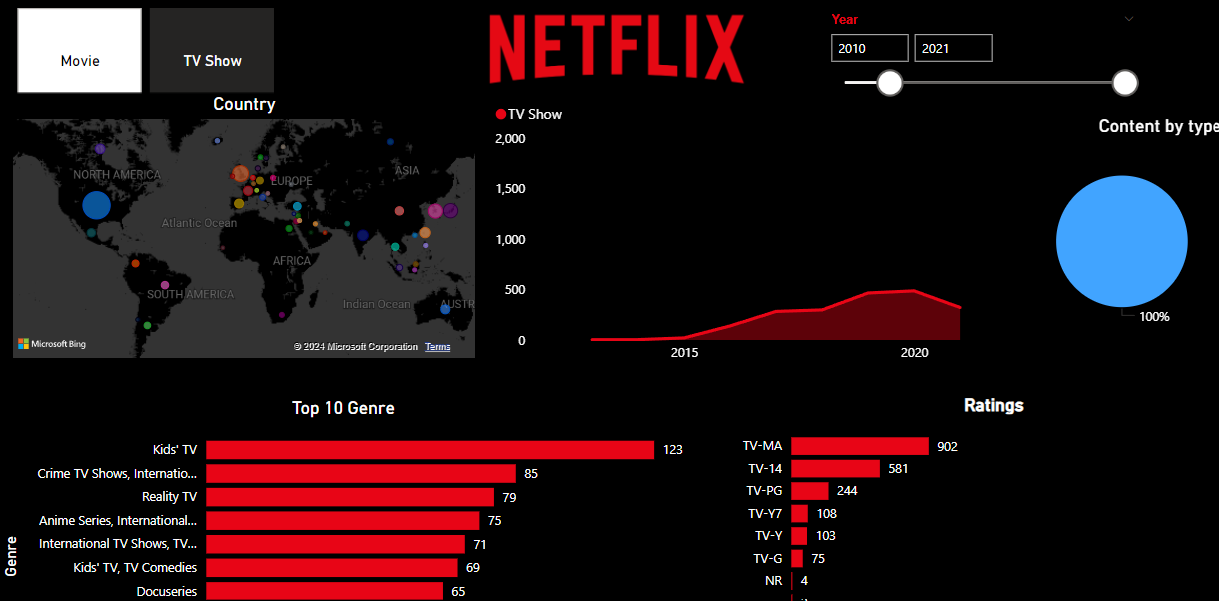 Movie
TV Show
NETFLIX
Year
2010
2021
Country
TV Show
Content by type
2,000
1,500
1,000
500
0
2015
2020
NORTH AMERICA
EUROPE
ASIA
Atlantic Ocean
AFRICA
SOUTH AMERICA
Indian Ocean
AUSTR
Microsoft Bing
© 2024 Microsoft Corporation
Terms
100%
Top 10 Genre
Genre
Kids' TV 123
Crime TV Shows, Internatio... 85
Reality TV 79
Anime Series, International... 75
International TV Shows, TV... 71
Kids' TV, TV Comedies 69
Docuseries 65
Ratings
TV-MA 902
TV-14 581
TV-PG 244
TV-Y7 108
TV-Y 103
TV-G 75
NR 4